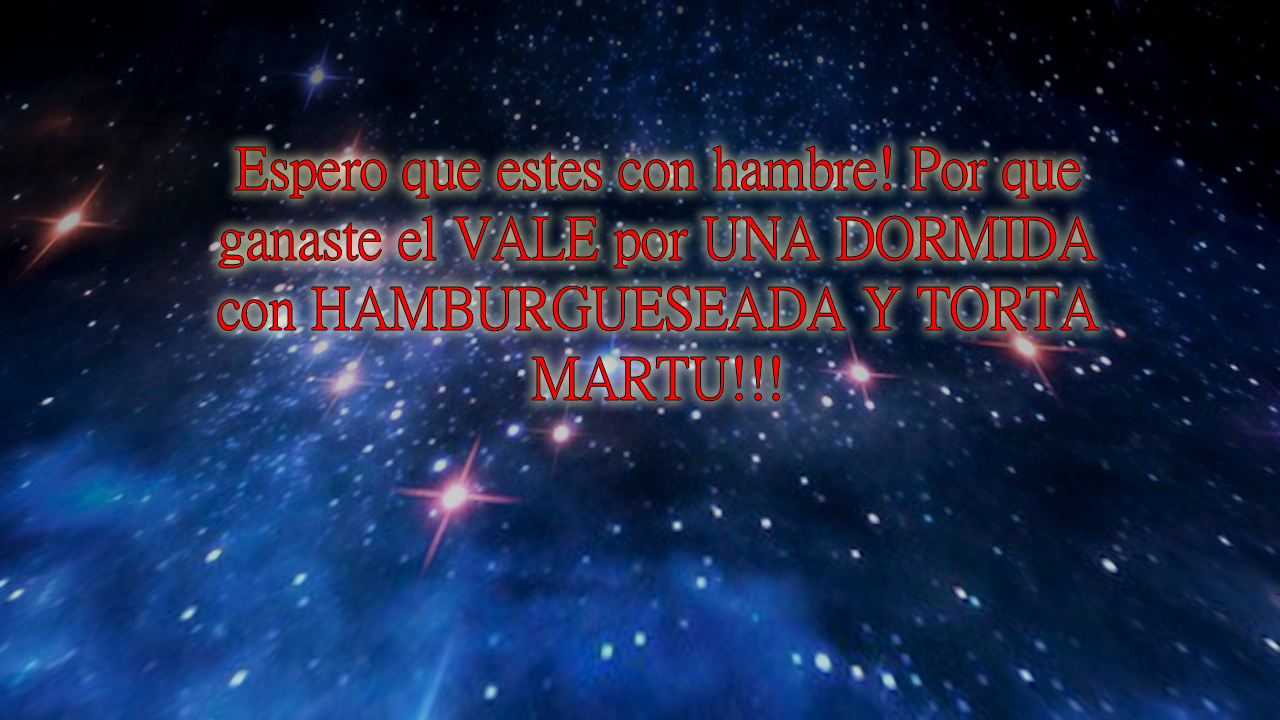 Espero que estes con hambre! Por que
ganaste el VALE por UNA DORMIDA
con HAMBURGUESEADA Y TORTA
MARTU!!!